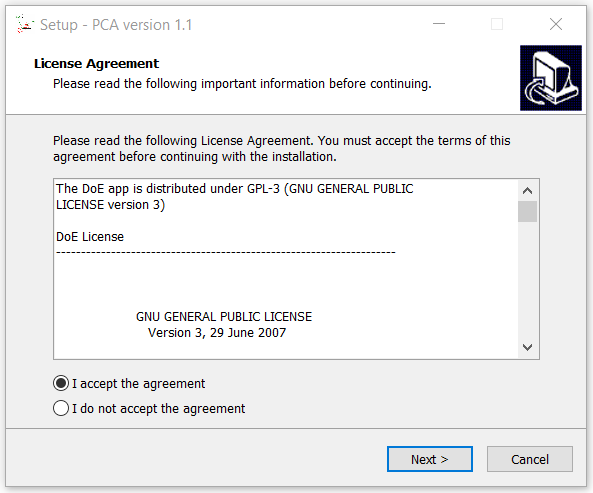 Setup - PCA version 1.1
License Agreement
Please read the following important information before continuing.
Please read the following License Agreement. You must accept the terms of this
agreement before continuing with the installation.
The DoE app is distributed under GPL-3 (GNU GENERAL PUBLIC
LICENSE version 3)
DoE License
--------------------------------------------------------------------
GNU GENERAL PUBLIC LICENSE
Version 3, 29 June 2007
I accept the agreement
I do not accept the agreement
Next >
Cancel